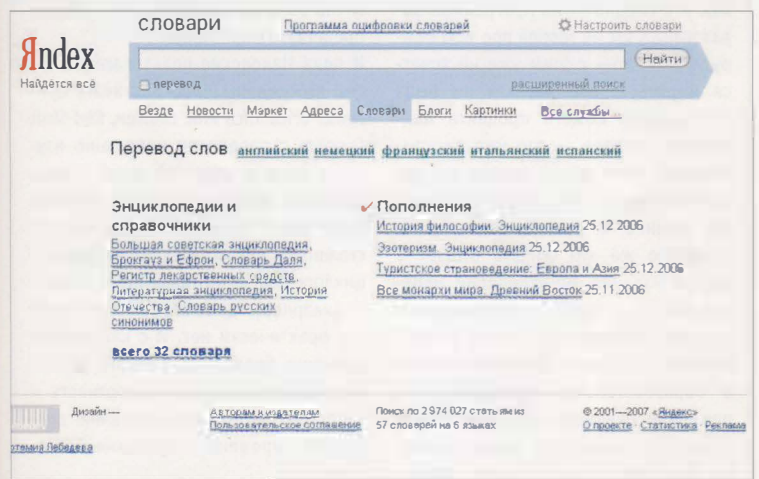 словари Программа оцифровки словарей Настроить словари
Яndex
Найдётся всё
Найти
перевод расширенный поиск
Везде Новости Маркет Адреса Словари Блоги Картинки Все службы...
Перевод слов английский немецкий французский итальянский испанский
Энциклопедии и
справочники
Большая советская энциклопедия,
Брокгауз и Ефрон, Словарь Даля,
Регистр лекарственных средств,
Литературная энциклопедия, История
Отечества, Словарь русских
синонимов
всего 32 словаря
Пополнения
История философии. Энциклопедия 25.12.2006
Эзотеризм. Энциклопедия 25.12.2006
Туристское страноведение: Европа и Азия 25.12.2006
Все монархи мира. Древний Восток 25.11.2006
Дизайн —
ртемия Лебедева
Авторам и издателям
Пользовательское соглашение
Поиск по 2 974 027 статьям из
57 словарей на 6 языках
© 2001—2007 «Яндекс»
О проекте · Статистика · Реклама